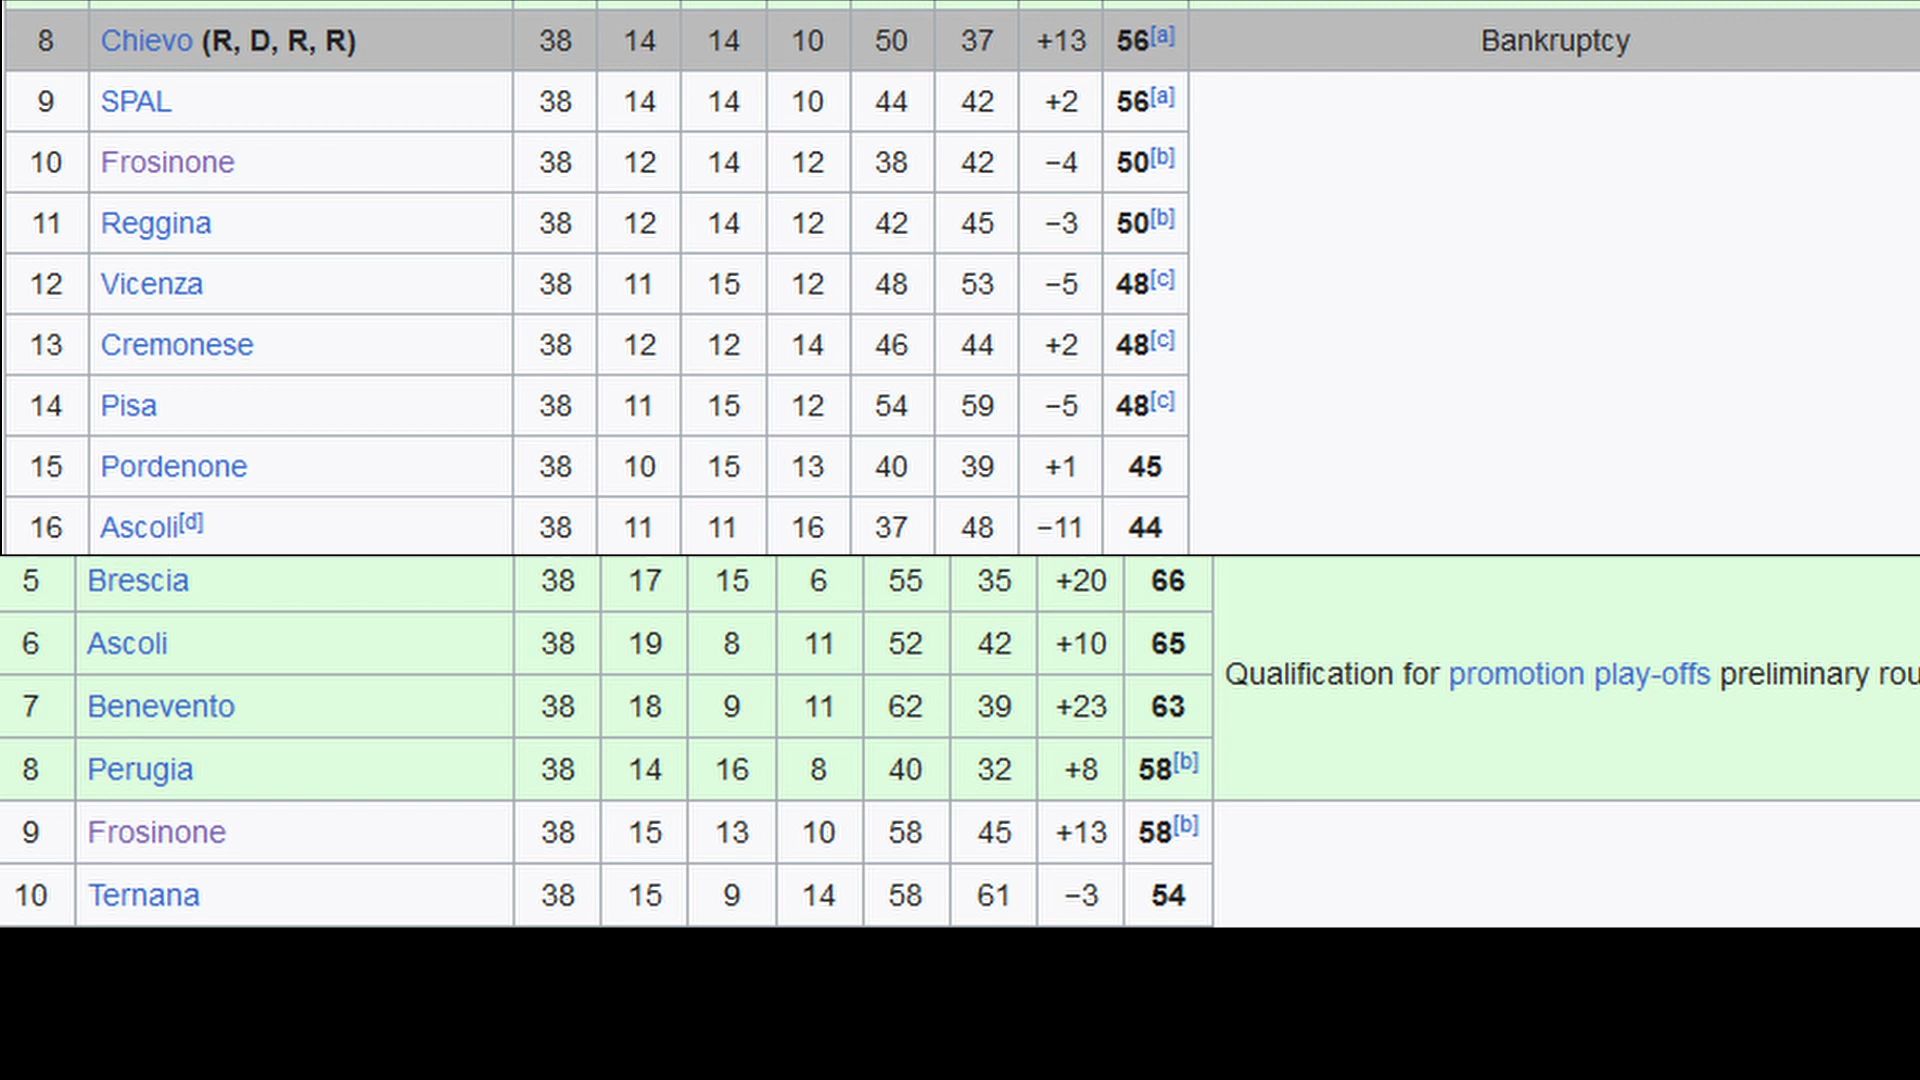 8 Chievo (R, D, R, R) 38 14 14 10 50 37 +13 56[a] Bankruptcy
9 SPAL 38 14 14 10 44 42 +2 56[a]
10 Frosinone 38 12 14 12 38 42 −4 50[b]
11 Reggina 38 12 14 12 42 45 −3 50[b]
12 Vicenza 38 11 15 12 48 53 −5 48[c]
13 Cremonese 38 12 12 14 46 44 +2 48[c]
14 Pisa 38 11 15 12 54 59 −5 48[c]
15 Pordenone 38 10 15 13 40 39 +1 45
16 Ascoli[d] 38 11 11 16 37 48 −11 44
5 Brescia 38 17 15 6 55 35 +20 66
6 Ascoli 38 19 8 11 52 42 +10 65
Qualification for promotion play-offs preliminary rou
7 Benevento 38 18 9 11 62 39 +23 63
8 Perugia 38 14 16 8 40 32 +8 58[b]
9 Frosinone 38 15 13 10 58 45 +13 58[b]
10 Ternana 38 15 9 14 58 61 −3 54